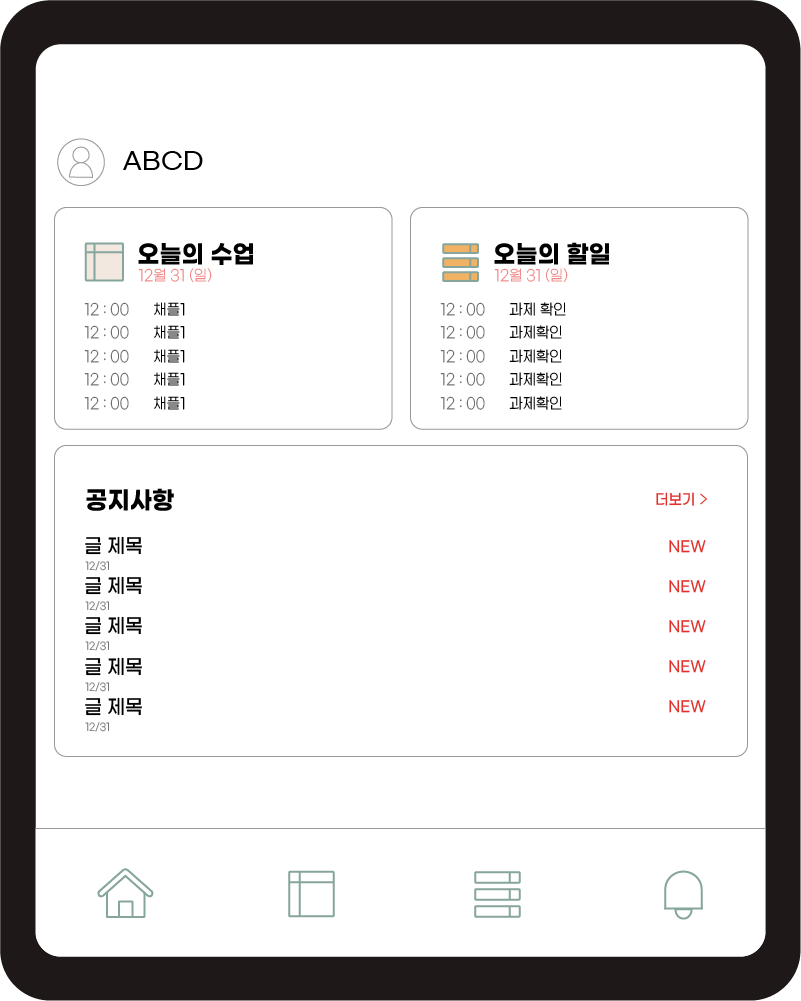 ABCD
오늘의 수업
12월 31 (일)
12 : 00 채플1
12 : 00 채플1
12 : 00 채플1
12 : 00 채플1
12 : 00 채플1
오늘의 할일
12월 31 (일)
12 : 00 과제 확인
12 : 00 과제확인
12 : 00 과제확인
12 : 00 과제확인
12 : 00 과제확인
공지사항 더보기 >
글 제목 NEW
12/31
글 제목 NEW
12/31
글 제목 NEW
12/31
글 제목 NEW
12/31
글 제목 NEW
12/31